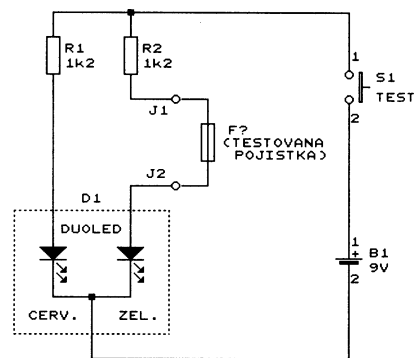 R1
1k2
R2
1k2
1
S1
TEST
2
J1
F?
(TESTOVANA
POJISTKA)
J2
D1
DUOLED
1
+
B1
9V
2
CERV.
ZEL.